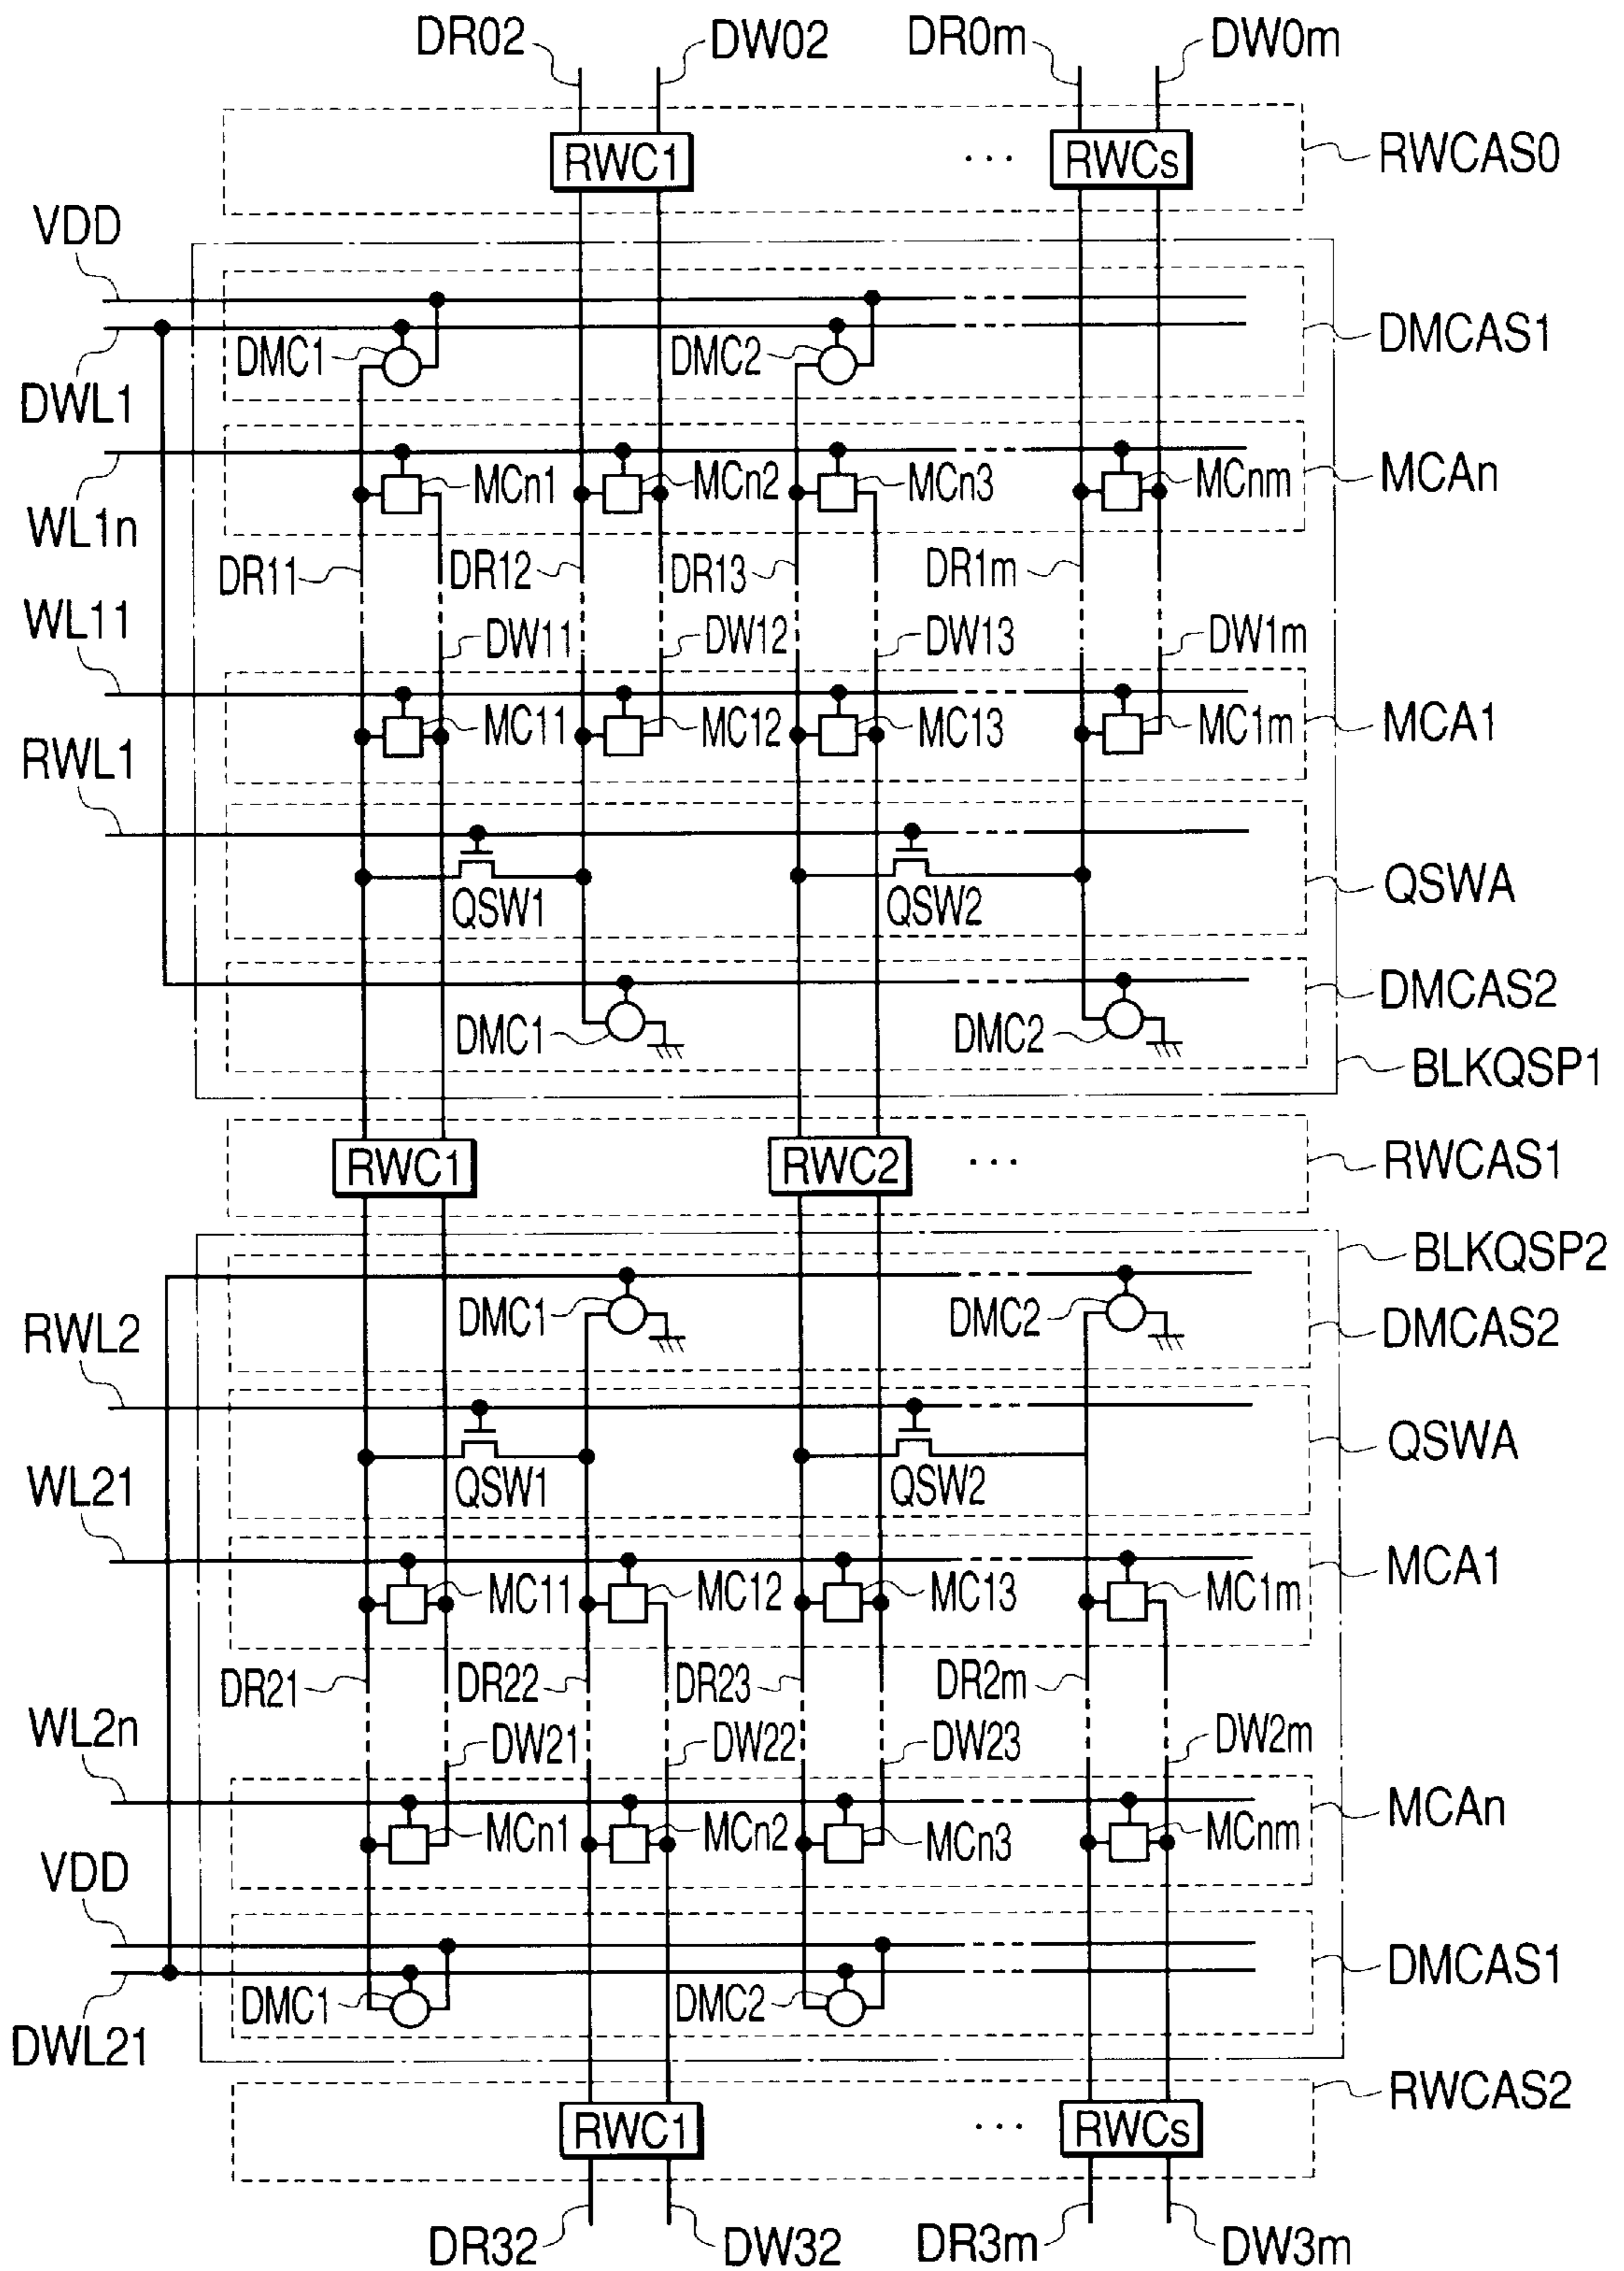 DR02 DW02 DR0m DW0m
RWC1 ... RWCs RWCAS0
VDD
DMC1 DMC2 DMCAS1
DWL1
MCn1 MCn2 MCn3 MCnm MCAn
WL1n
DR11 DR12 DR13 DR1m
WL11
DW11 DW12 DW13 DW1m
MC11 MC12 MC13 MC1m MCA1
RWL1
QSW1 QSW2 QSWA
DMCAS2
DMC1 DMC2
BLKQSP1
RWC1 RWC2 ... RWCAS1
BLKQSP2
DMC1 DMC2 DMCAS2
RWL2
QSWA
QSW1 QSW2
WL21
MC11 MC12 MC13 MC1m MCA1
DR21 DR22 DR23 DR2m
WL2n
DW21 DW22 DW23 DW2m
MCn1 MCn2 MCn3 MCnm MCAn
VDD
DMCAS1
DMC1 DMC2
DWL21
RWCAS2
RWC1 ... RWCs
DR32 DW32 DR3m DW3m